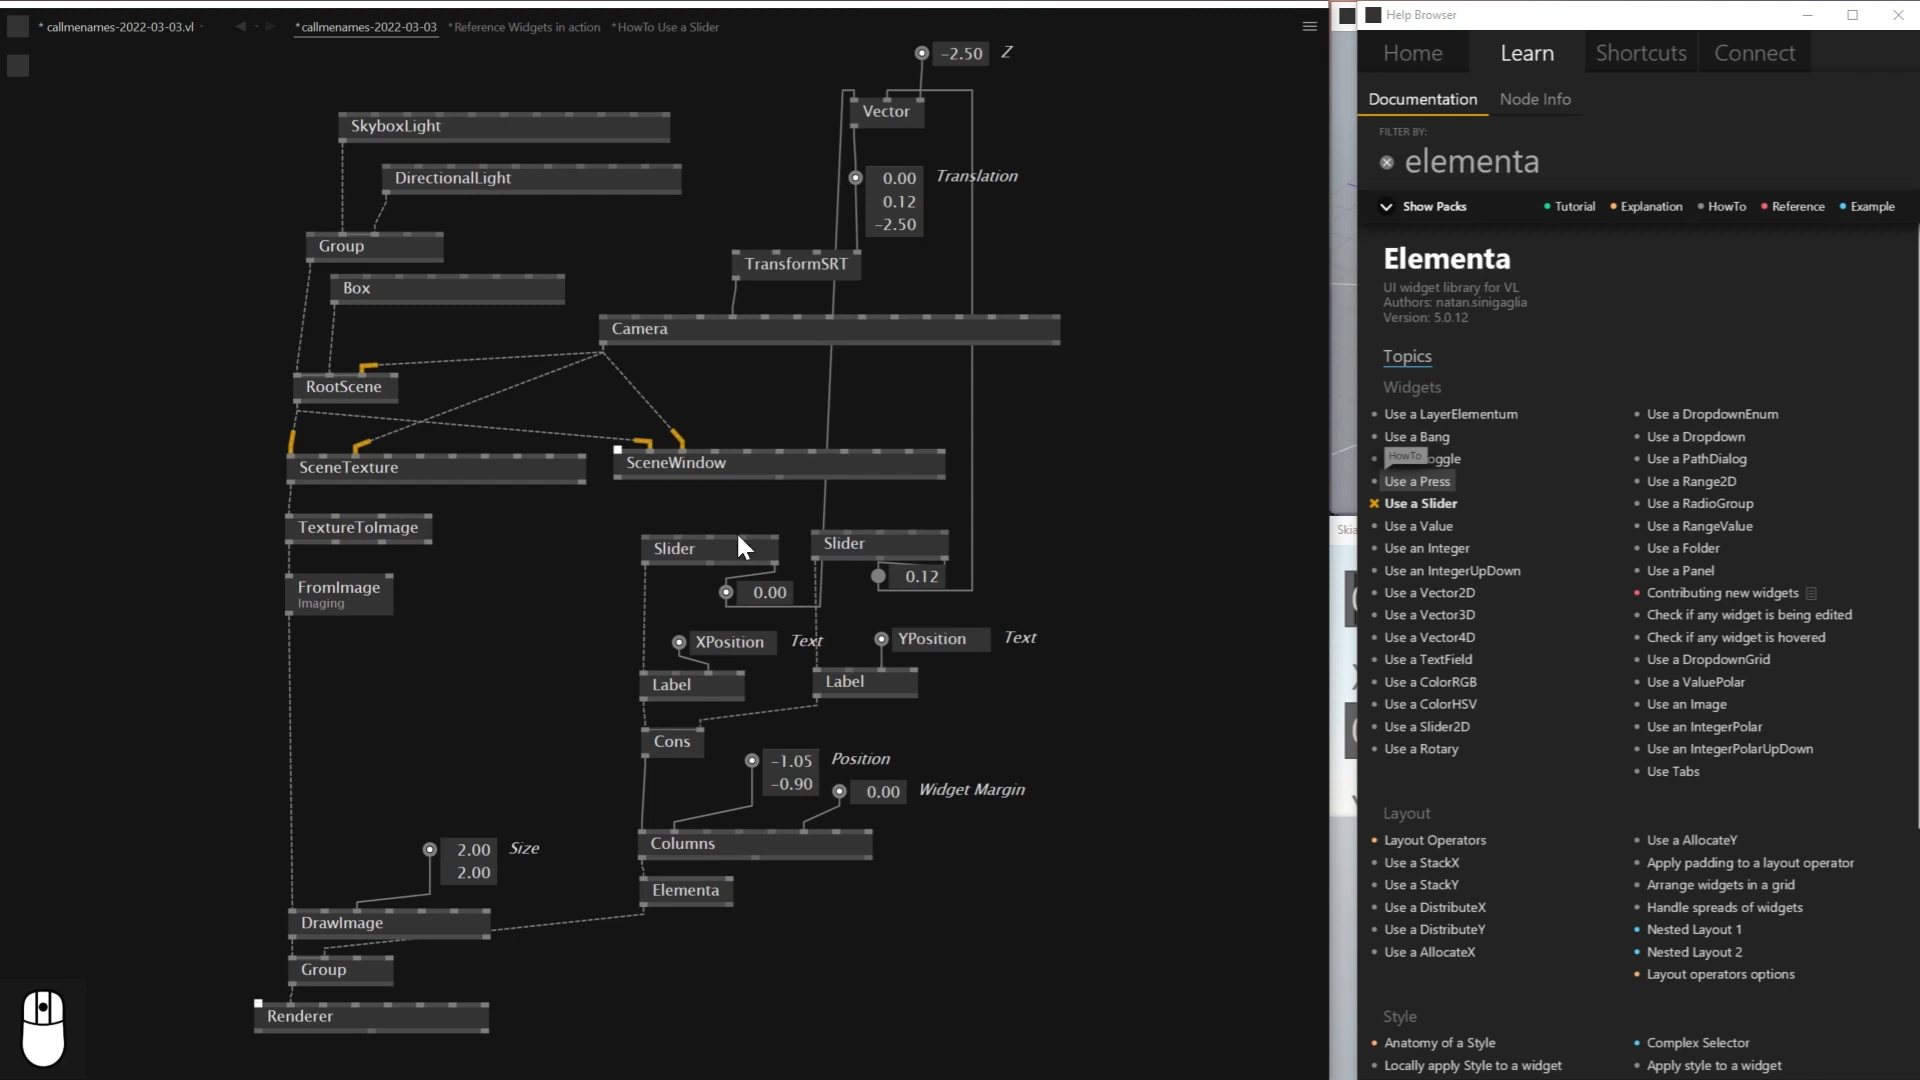 * callmenames-2022-03-03.vl
*callmenames-2022-03-03
*Reference Widgets in action
*HowTo Use a Slider
-2.50
Z
Vector
SkyboxLight
DirectionalLight
0.00
0.12
-2.50
Translation
Group
TransformSRT
Box
Camera
RootScene
SceneTexture
SceneWindow
TextureToImage
Slider
Slider
0.12
FromImage
Imaging
0.00
XPosition
Text
YPosition
Text
Label
Label
Cons
-1.05
-0.90
Position
0.00
Widget Margin
Columns
2.00
2.00
Size
Elementa
DrawImage
Group
Renderer
Help Browser
Home
Learn
Shortcuts
Connect
Documentation
Node Info
FILTER BY:
elementa
Show Packs
Tutorial
Explanation
HowTo
Reference
Example
Elementa
UI widget library for VL
Authors: natan.sinigaglia
Version: 5.0.12
Topics
Widgets
Use a LayerElementum
Use a Bang
HowTo
oggle
Use a Press
Use a Slider
Use a Value
Use an Integer
Use an IntegerUpDown
Use a Vector2D
Use a Vector3D
Use a Vector4D
Use a TextField
Use a ColorRGB
Use a ColorHSV
Use a Slider2D
Use a Rotary
Use a DropdownEnum
Use a Dropdown
Use a PathDialog
Use a Range2D
Use a RadioGroup
Use a RangeValue
Use a Folder
Use a Panel
Contributing new widgets
Check if any widget is being edited
Check if any widget is hovered
Use a DropdownGrid
Use a ValuePolar
Use an Image
Use an IntegerPolar
Use an IntegerPolarUpDown
Use Tabs
Layout
Layout Operators
Use a StackX
Use a StackY
Use a DistributeX
Use a DistributeY
Use a AllocateX
Use a AllocateY
Apply padding to a layout operator
Arrange widgets in a grid
Handle spreads of widgets
Nested Layout 1
Nested Layout 2
Layout operators options
Style
Anatomy of a Style
Locally apply Style to a widget
Complex Selector
Apply style to a widget